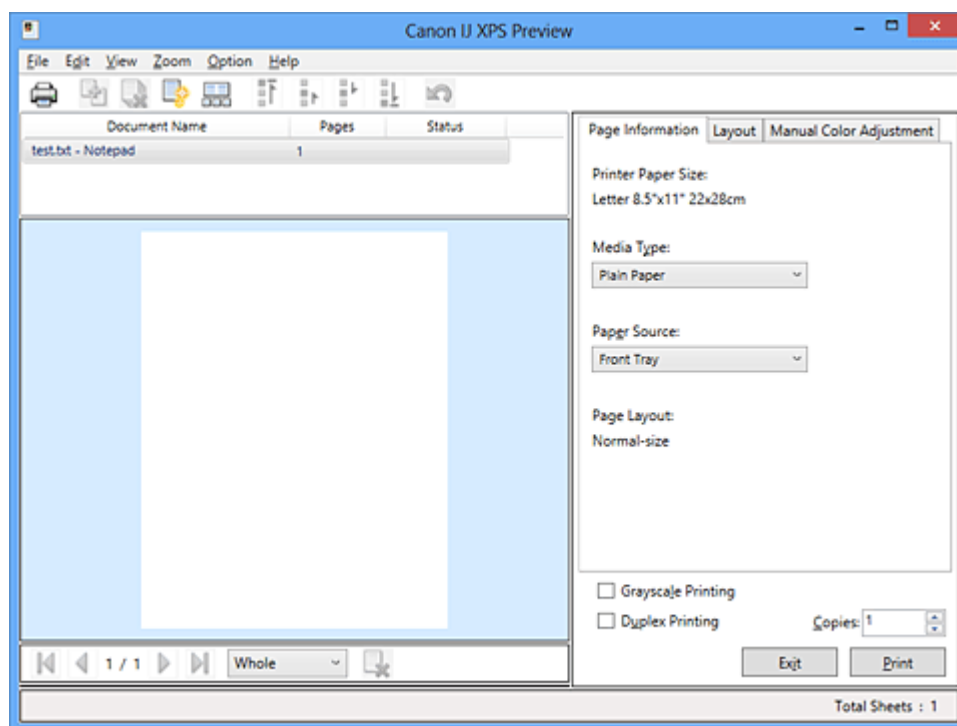 Canon IJ XPS Preview
File Edit View Zoom Option Help
Document Name Pages Status
test.txt - Notepad 1
Page Information Layout Manual Color Adjustment
Printer Paper Size:
Letter 8.5"x11" 22x28cm
Media Type:
Plain Paper
Paper Source:
Front Tray
Page Layout:
Normal-size
Grayscale Printing
Duplex Printing Copies: 1
1 / 1 Whole Exit Print
Total Sheets : 1